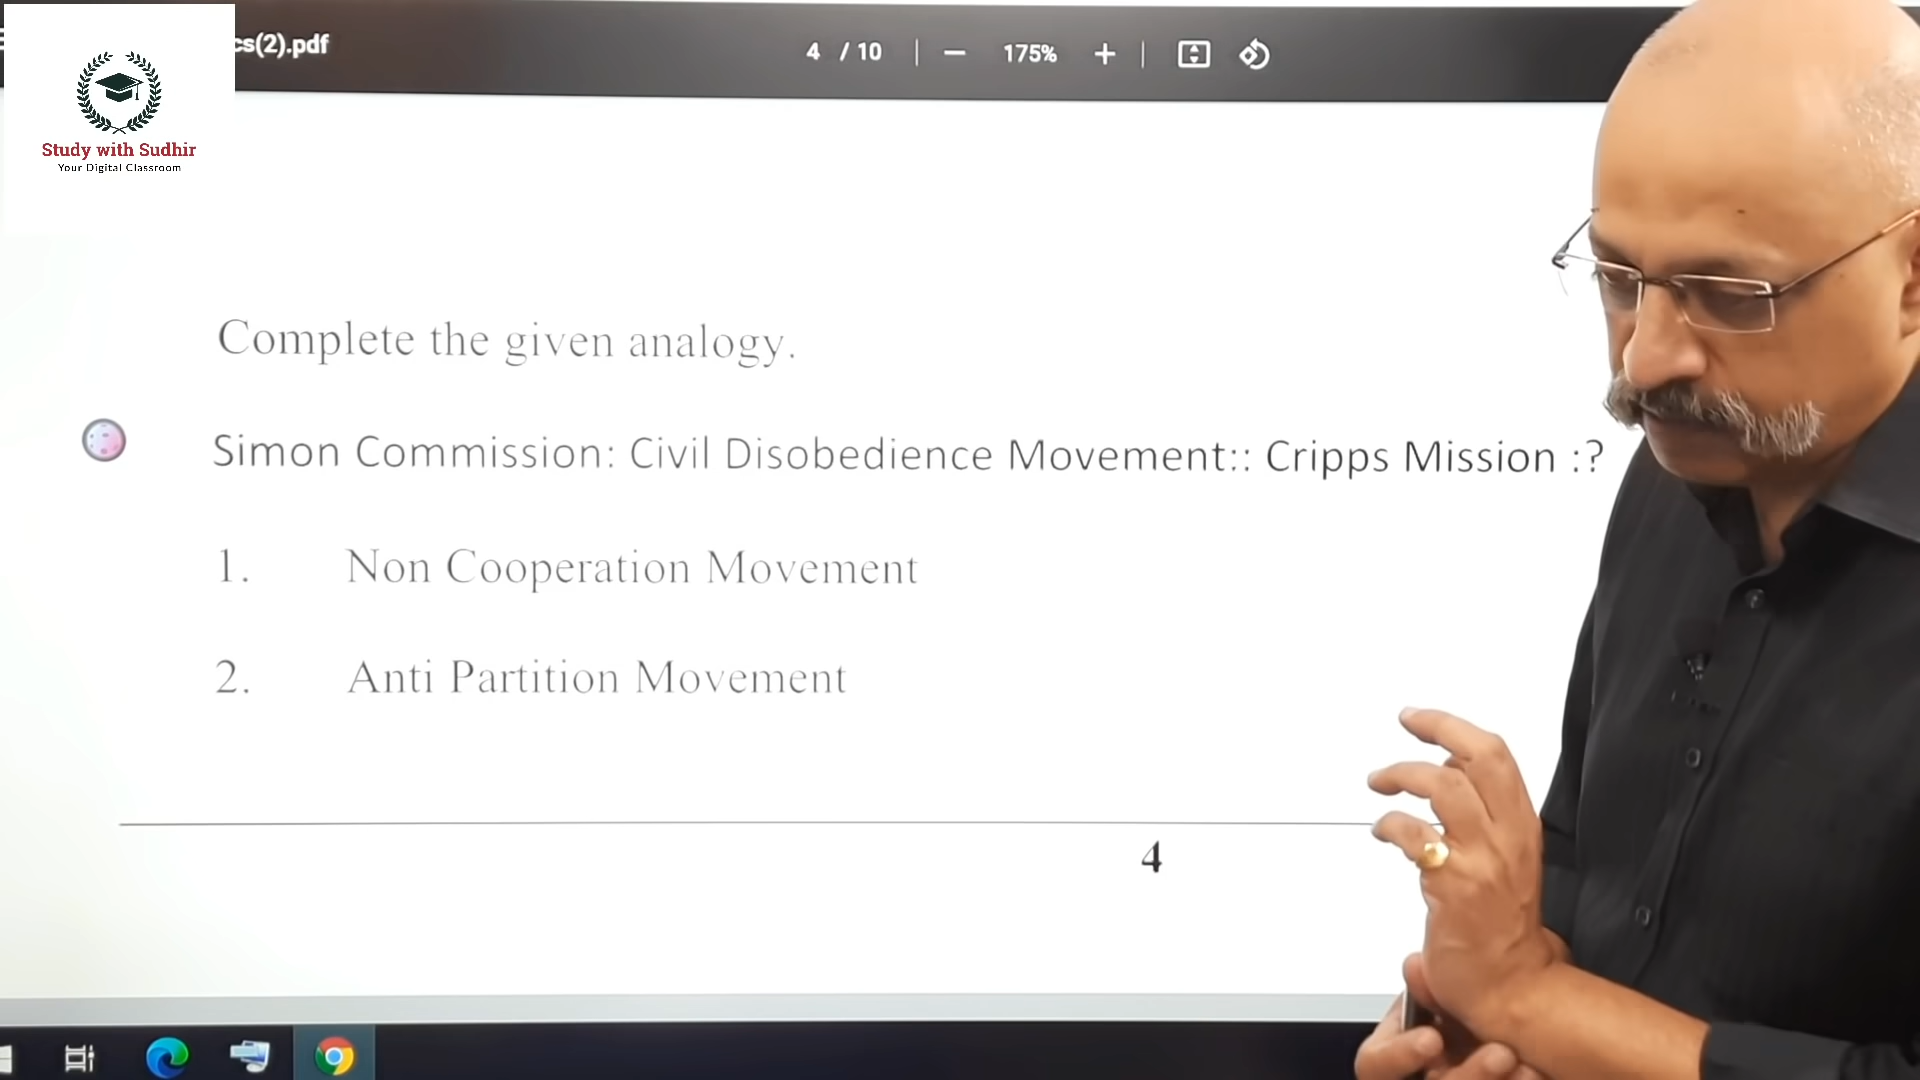 cs(2).pdf
4 / 10
175%
Study with Sudhir
Your Digital Classroom
Complete the given analogy.
Simon Commission: Civil Disobedience Movement:: Cripps Mission :?
1. Non Cooperation Movement
2. Anti Partition Movement
4